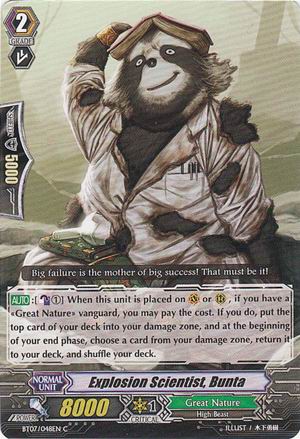 2
GRADE
5000
Big failure is the mother of big success! That must be it!
AUTO :[ ①] When this unit is placed on or , if you have a
«Great Nature» vanguard, you may pay the cost. If you do, put the
top card of your deck into your damage zone, and at the beginning
of your end phase, choose a card from your damage zone, return it
to your deck, and shuffle your deck.
NORMAL
UNIT
Explosion Scientist, Bunta
POWER
8000
1
CRITICAL
Great Nature
High Beast
BT07/048EN C
ILLUST / 木下勇樹